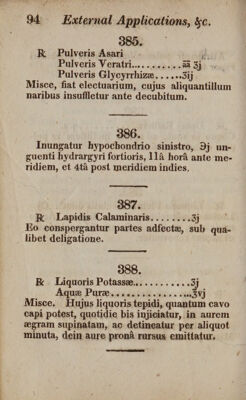 94 External Applications, &c.
385.
℞ Pulveris Asari
Pulveris Veratri...........āā ʒj
Pulveris Glycyrrhizæ......ʒij
Misce, fiat electuarium, cujus aliquantillum
naribus insuffletur ante decubitum.
386.
Inungatur hypochondrio sinistro, ℈j un-
guenti hydrargyri fortioris, 11â horâ ante me-
ridiem, et 4tâ post meridiem indies.
387.
℞ Lapidis Calaminaris........ʒj
Eo conspergantur partes adfectæ, sub qua-
libet deligatione.
388.
℞ Liquoris Potassæ............ʒj
Aquæ Puræ................℥vj
Misce. Hujus liquoris tepidi, quantum cavo
capi potest, quotidie bis injiciatur, in aurem
ægram supinatam, ac detineatur per aliquot
minuta, dein aure pronâ rursus emittatur.